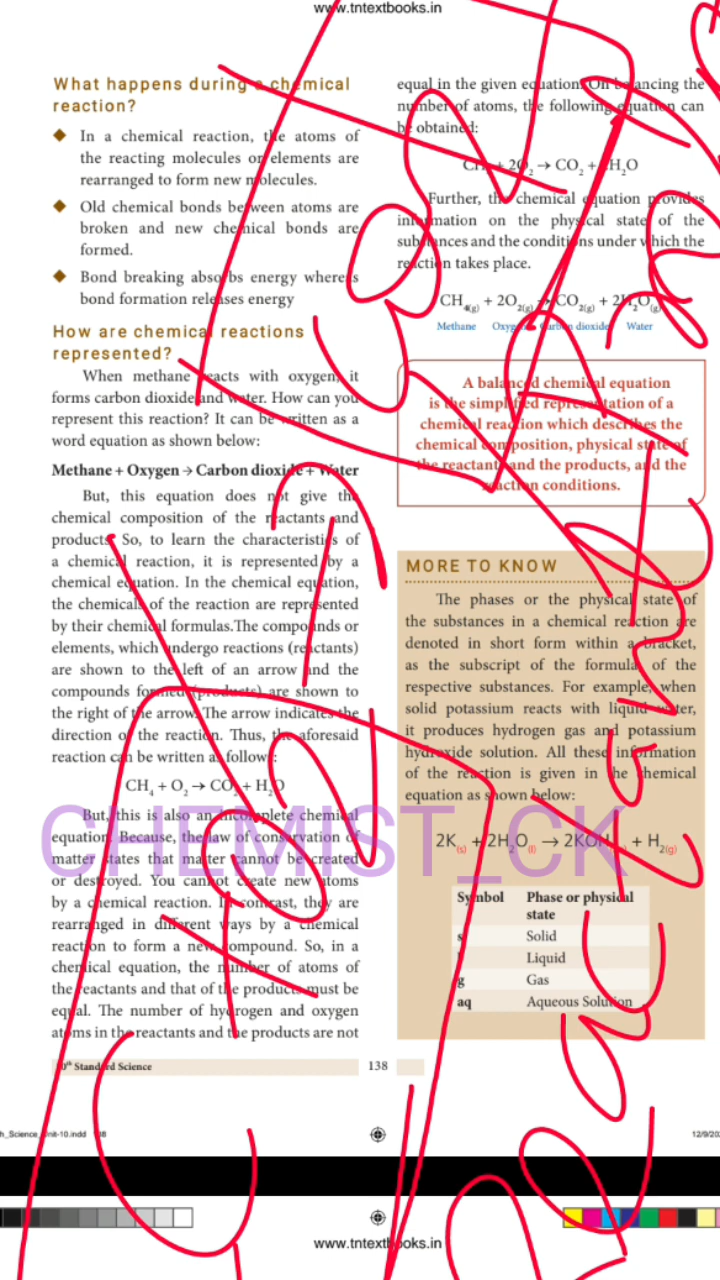 www.tntextbooks.in
What happens during a chemical
reaction?
◆ In a chemical reaction, the atoms of
the reacting molecules or elements are
rearranged to form new molecules.
◆ Old chemical bonds between atoms are
broken and new chemical bonds are
formed.
◆ Bond breaking absorbs energy whereas
bond formation releases energy
How are chemical reactions
represented?
When methane reacts with oxygen, it
forms carbon dioxide and water. How can you
represent this reaction? It can be written as a
word equation as shown below:
Methane + Oxygen → Carbon dioxide + Water
But, this equation does not give the
chemical composition of the reactants and
products. So, to learn the characteristics of
a chemical reaction, it is represented by a
chemical equation. In the chemical equation,
the chemicals of the reaction are represented
by their chemical formulas.The compounds or
elements, which undergo reactions (reactants)
are shown to the left of an arrow and the
compounds formed (products) are shown to
the right of the arrow. The arrow indicates the
direction of the reaction. Thus, the aforesaid
reaction can be written as follows:
CH₄ + O₂ → CO₂ + H₂O
But, this is also an incomplete chemical
equation. Because, the law of conservation of
matter states that matter cannot be created
or destroyed. You cannot create new atoms
by a chemical reaction. In contrast, they are
rearranged in different ways by a chemical
reaction to form a new compound. So, in a
chemical equation, the number of atoms of
the reactants and that of the products must be
equal. The number of hydrogen and oxygen
atoms in the reactants and the products are not
equal in the given equation. On balancing the
number of atoms, the following equation can
be obtained:
CH₄ + 2O₂ → CO₂ + 2H₂O
Further, the chemical equation provides
information on the physical state of the
substances and the conditions under which the
reaction takes place.
CH₄(g) + 2O₂(g) → CO₂(g) + 2H₂O(g)
Methane Oxygen Carbon dioxide Water
A balanced chemical equation
is the simplified representation of a
chemical reaction which describes the
chemical composition, physical state of
the reactants and the products, and the
reaction conditions.
MORE TO KNOW
The phases or the physical state of
the substances in a chemical reaction are
denoted in short form within a bracket,
as the subscript of the formula of the
respective substances. For example, when
solid potassium reacts with liquid water,
it produces hydrogen gas and potassium
hydroxide solution. All these information
of the reaction is given in the chemical
equation as shown below:
2K(s) + 2H₂O(l) → 2KOH + H₂(g)
Symbol Phase or physical
state
s Solid
l Liquid
g Gas
aq Aqueous Solution
CHEMIST_CK
10th Standard Science
138
www.tntextbooks.in